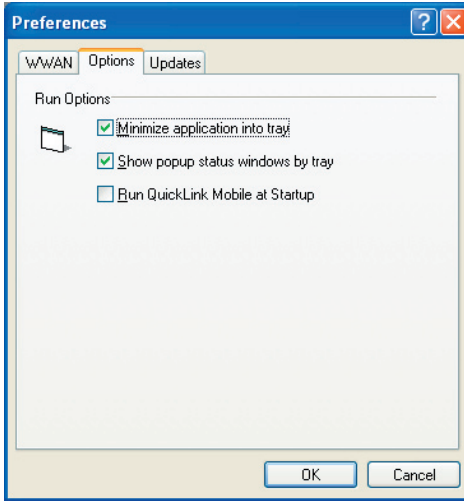 Preferences
WWAN Options Updates
Run Options
Minimize application into tray
Show popup status windows by tray
Run QuickLink Mobile at Startup
OK Cancel